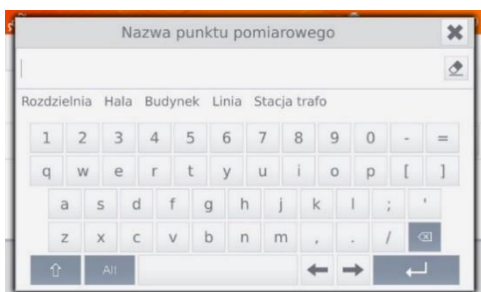 Nazwa punktu pomiarowego
Rozdzielnia Hala Budynek Linia Stacja trafo
1 2 3 4 5 6 7 8 9 0 - =
q w e r t y u i o p [ ]
a s d f g h j k l ; '
z x c v b n m , . /
Alt